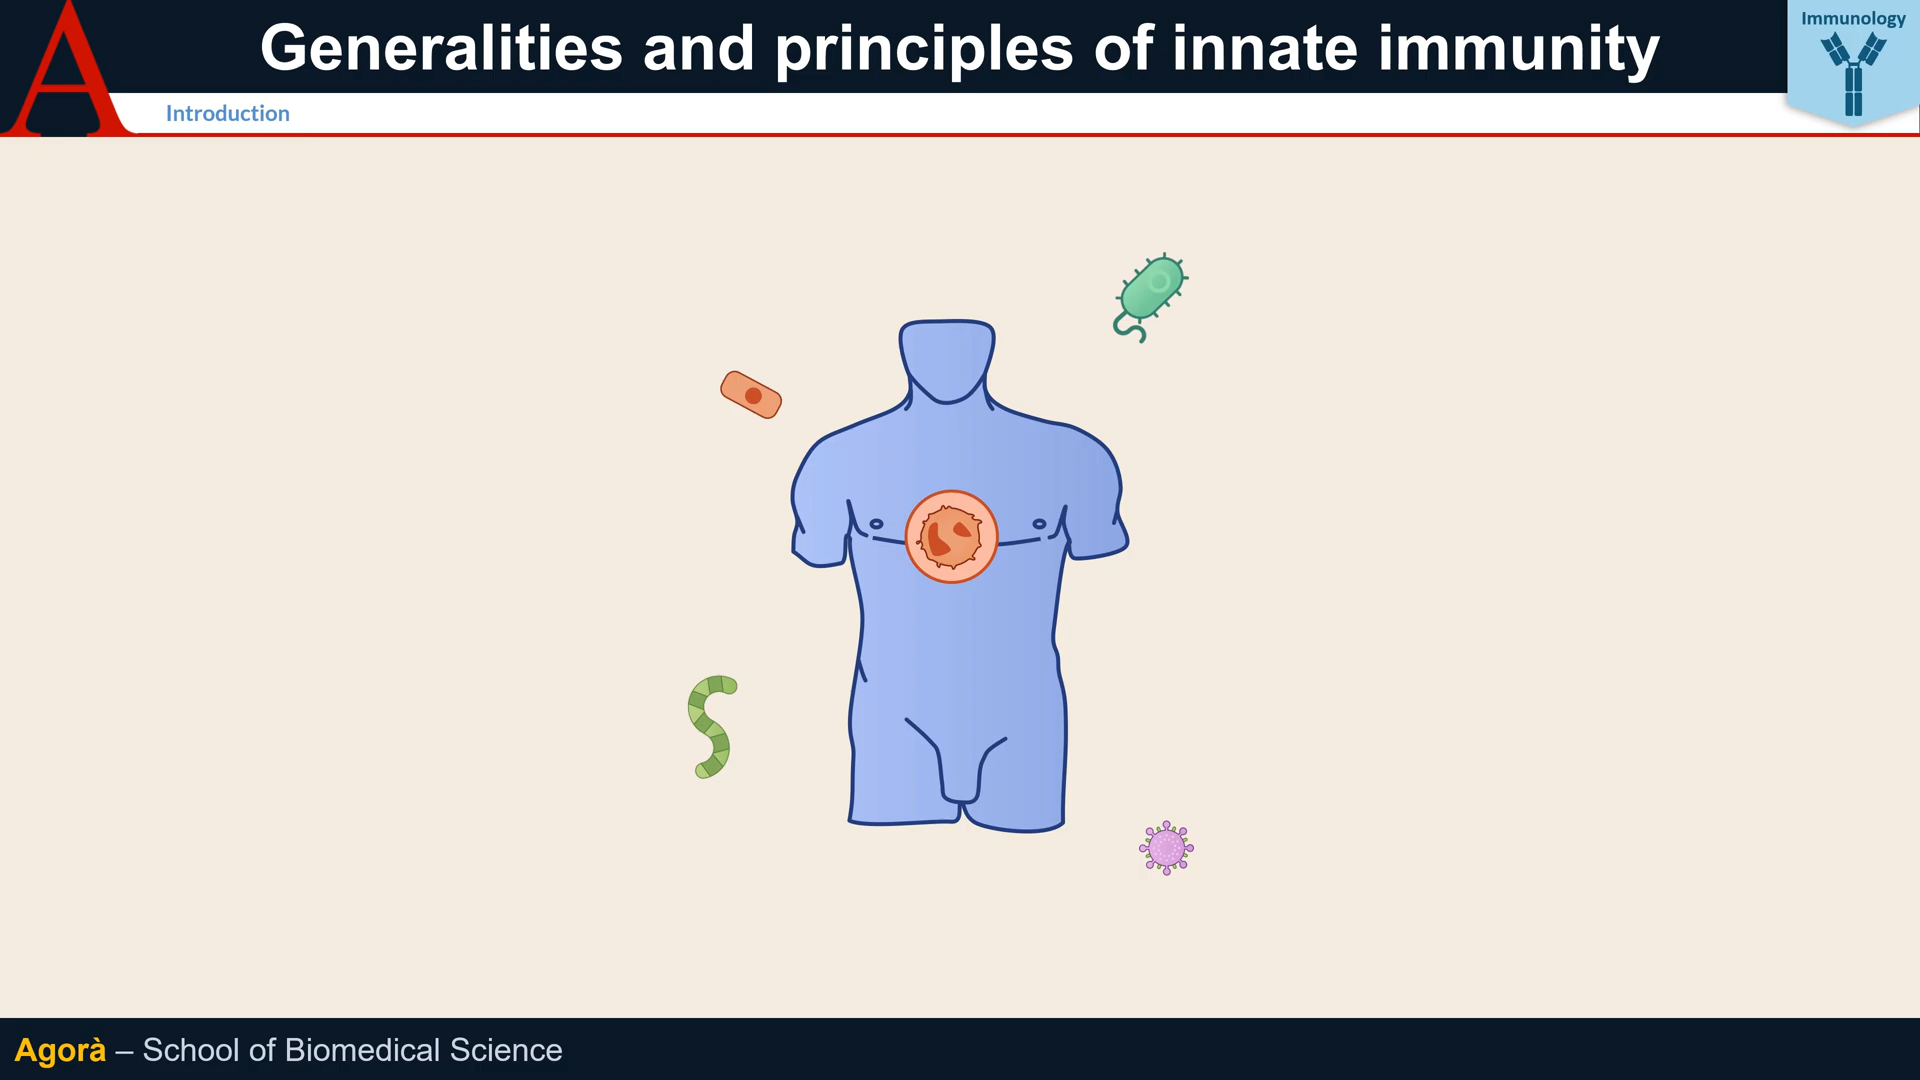 Generalities and principles of innate immunity
Immunology
A
Introduction
Agorà – School of Biomedical Science